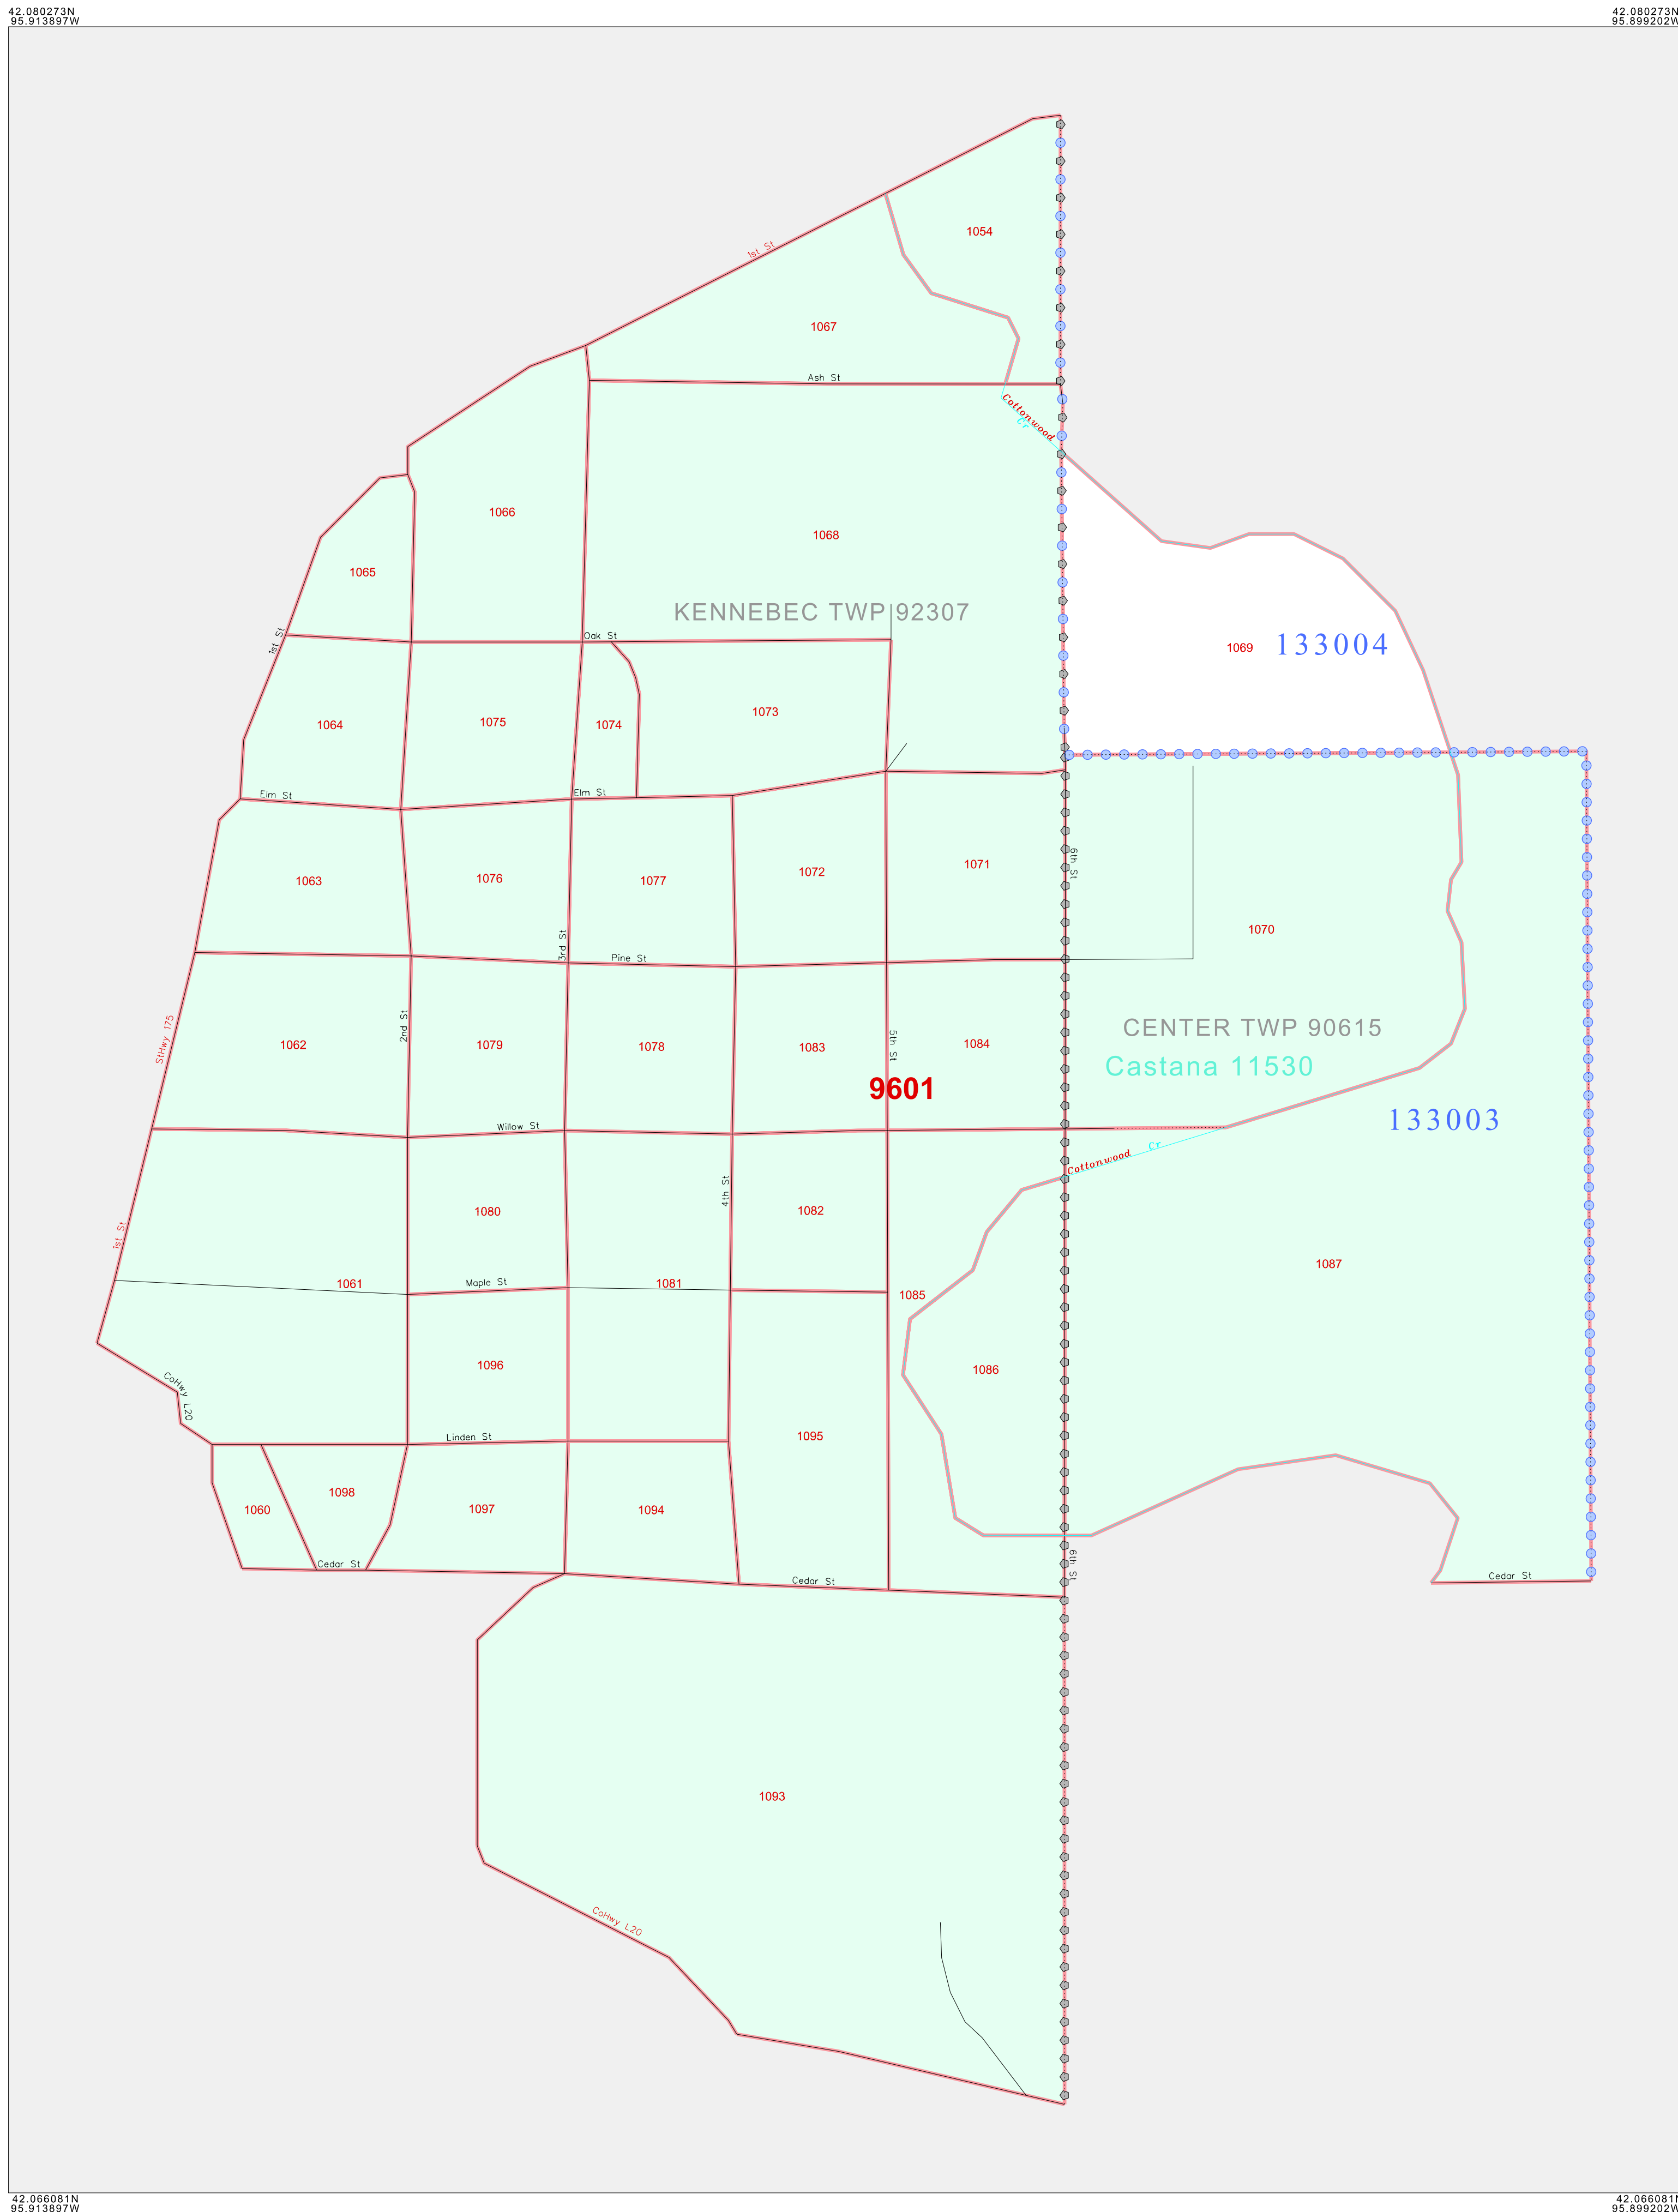 42.080273N
95.913897W
42.080273N
95.899202W
1054
1st St
1067
Ash St
Cottonwood
Cr
1066
1068
1065
KENNEBEC TWP 92307
1st St
Oak St
1069
133004
1064
1075
1074
1073
Elm St
Elm St
6th St
1063
1076
1077
1072
1071
1070
3rd St
Pine St
StHwy 175
2nd St
5th St
CENTER TWP 90615
1062
1079
1078
1083
1084
Castana 11530
9601
133003
Willow St
Cottonwood
Cr
4th St
1st St
1080
1082
1087
1061
Maple St
1081
1085
1096
1086
CoHwy L20
Linden St
1095
1098
1060
1097
1094
Cedar St
Cedar St
6th St
Cedar St
1093
CoHwy L20
42.066081N
95.913897W
42.066081N
95.899202W